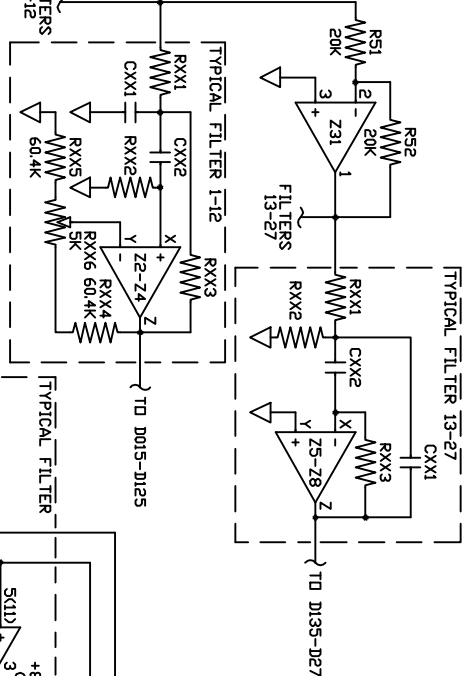 FILTERS
1-12
R51
20K
2
3
Z31
1
R52
20K
FILTERS
13-27
TYPICAL FILTER 1-12
RXX1
CXX1
CXX2
RXX2
RXX3
RXX5
60.4K
RXX6
5K
RXX4
60.4K
X
Y
Z2-Z4
Z
TO D015-D125
TYPICAL FILTER 13-27
RXX1
RXX2
CXX2
CXX1
RXX3
X
Y
Z5-Z8
Z
TO D135-D27
TYPICAL FILTER
5(11)
3